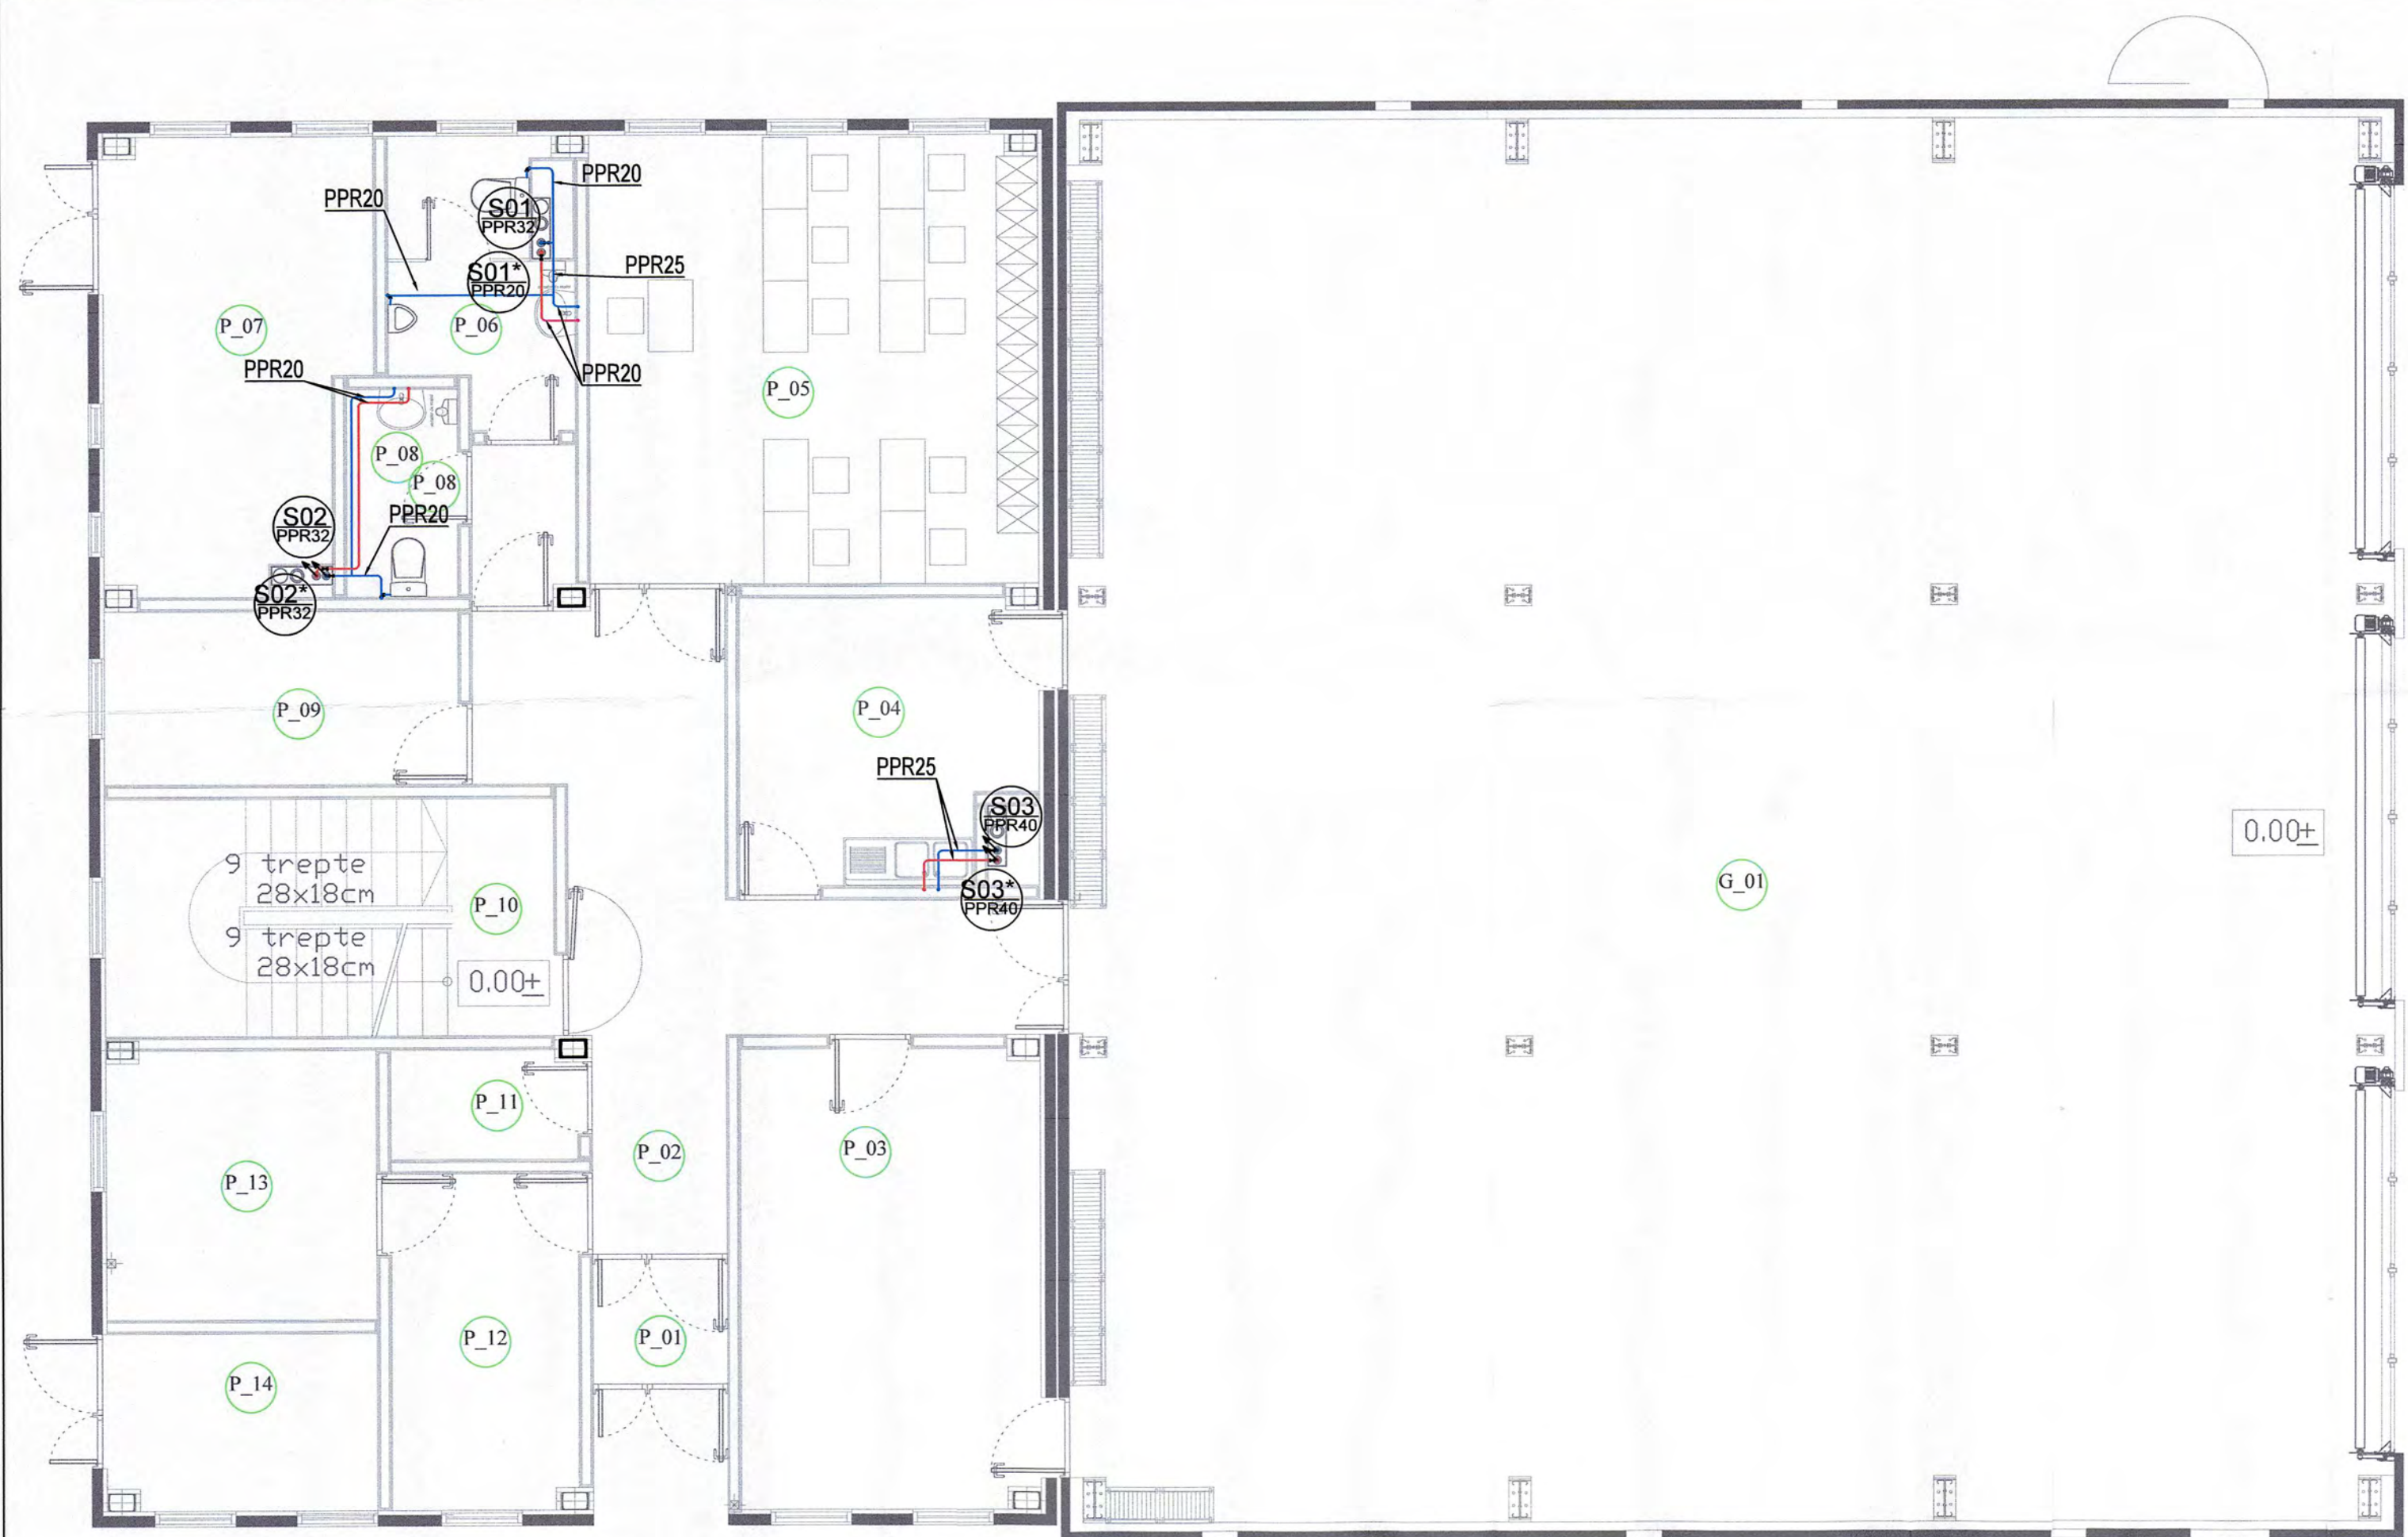 PPR20
PPR20
S01
PPR32
S01*
PPR20
PPR25
P_07
P_06
PPR20
PPR20
P_05
P_08
P_08
S02
PPR32
PPR20
S02*
PPR32
P_09
P_04
PPR25
S03
PPR40
S03*
PPR40
9 trepte
28x18cm
9 trepte
28x18cm
P_10
0.00±
G_01
0.00±
P_11
P_02
P_03
P_13
P_12
P_01
P_14